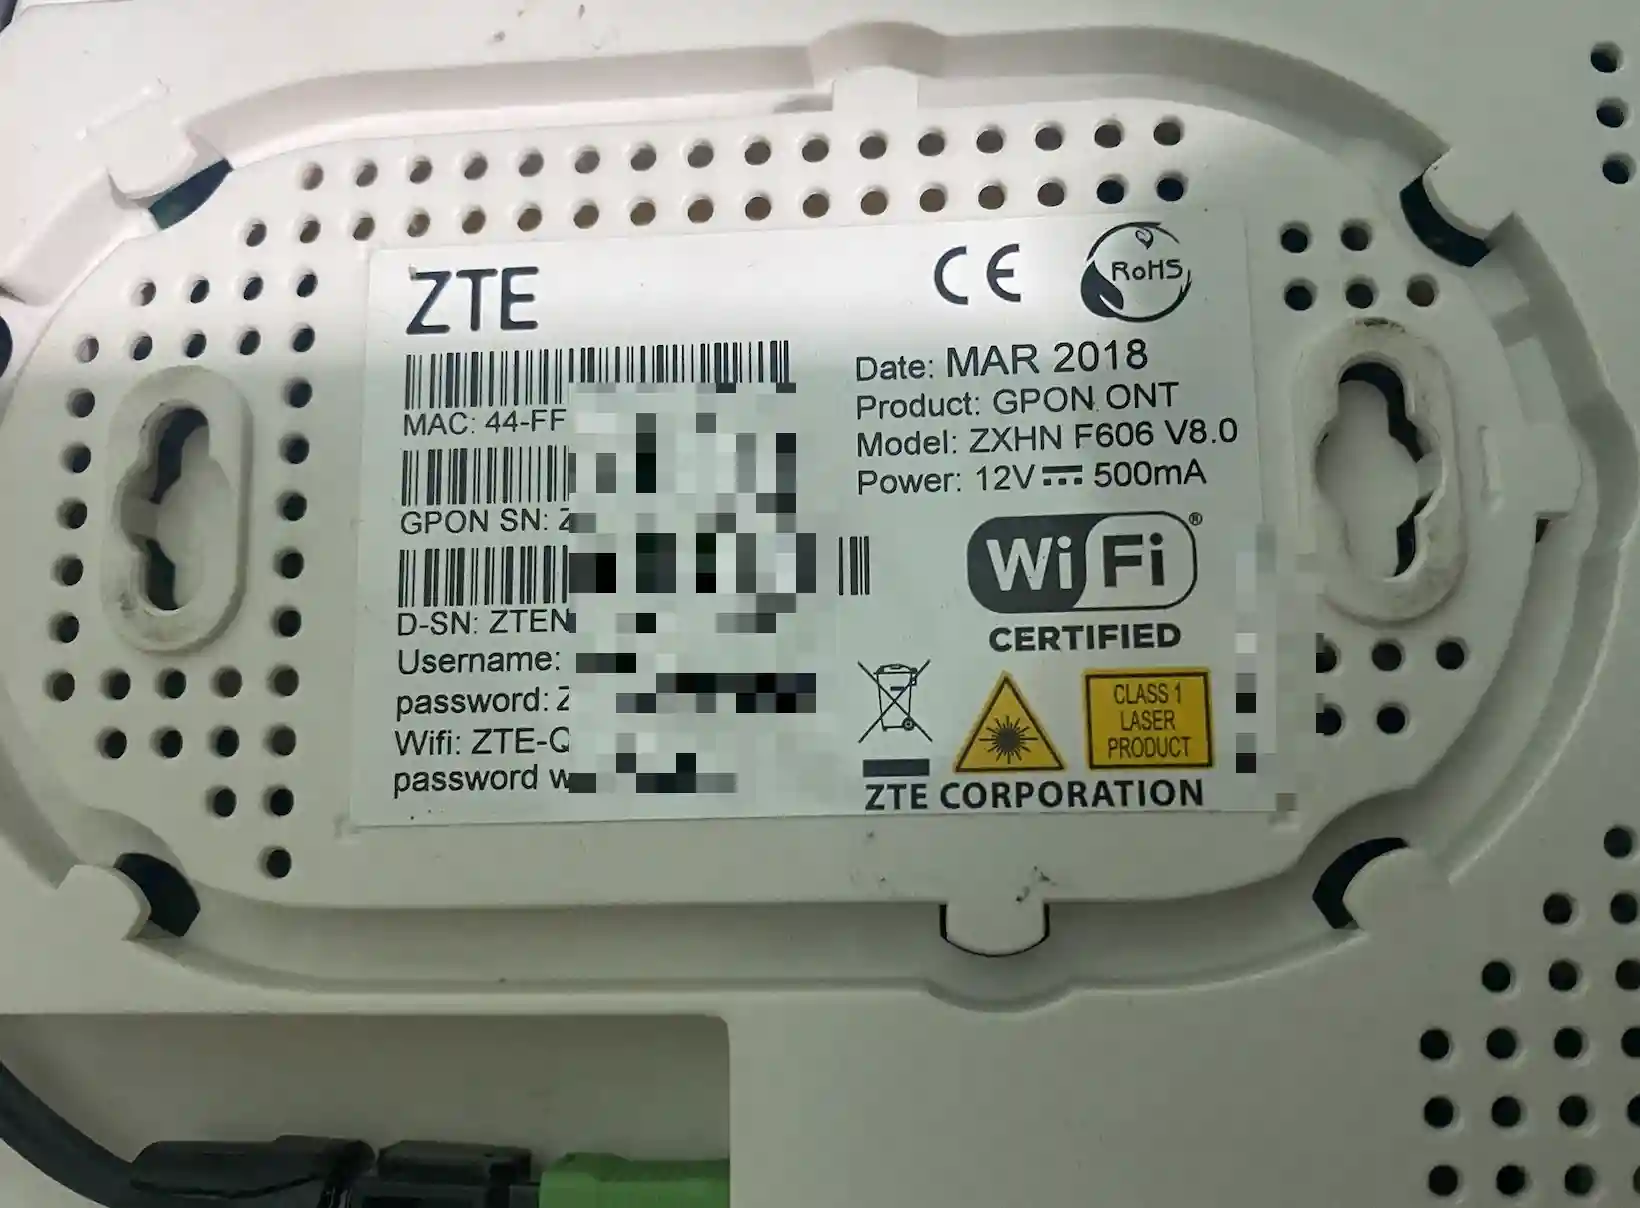 ZTE
CE
RoHS
MAC: 44-FF
GPON SN:
D-SN: ZTEN
Username:
password: Z
Wifi: ZTE-Q
password
Date: MAR 2018
Product: GPON ONT
Model: ZXHN F606 V8.0
Power: 12V 500mA
WiFi®
CERTIFIED
CLASS 1
LASER
PRODUCT
ZTE CORPORATION